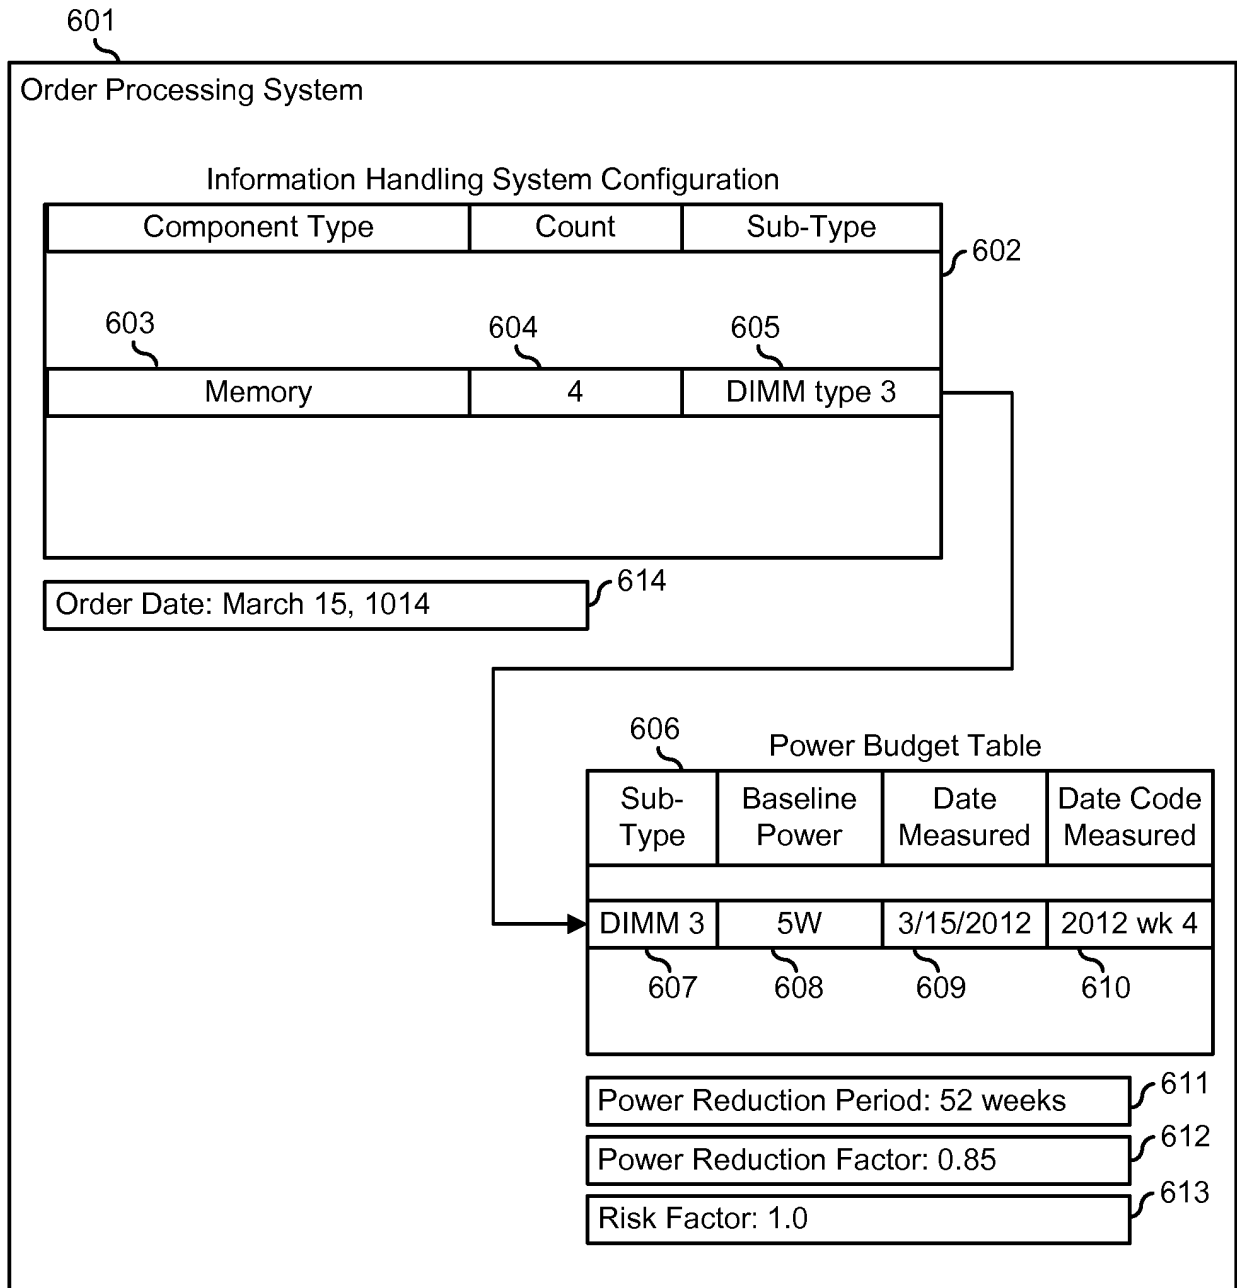 601
Order Processing System
Information Handling System Configuration
Component Type Count Sub-Type
602
603 604 605
Memory 4 DIMM type 3
614
Order Date: March 15, 1014
606
Power Budget Table
Sub- Baseline Date Date Code
Type Power Measured Measured
DIMM 3 5W 3/15/2012 2012 wk 4
607 608 609 610
611
Power Reduction Period: 52 weeks
612
Power Reduction Factor: 0.85
613
Risk Factor: 1.0